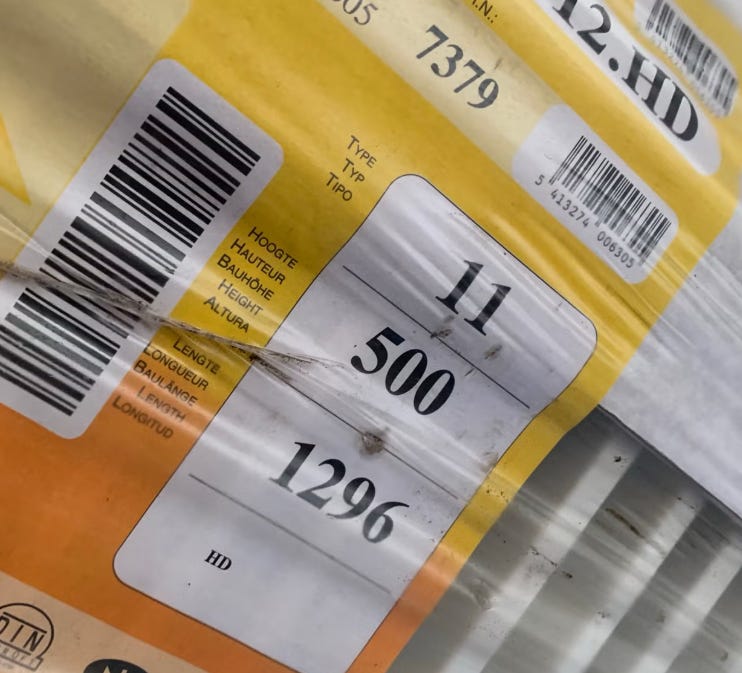 7379
12.HD
5 413274 006305
TYPE
TYP
TIPO
11
HOOGTE
HAUTEUR
BAUHÖHE
HEIGHT
ALTURA
500
LENGTE
LONGUEUR
BAULÄNGE
LENGTH
LONGITUD
1296
HD
DIN